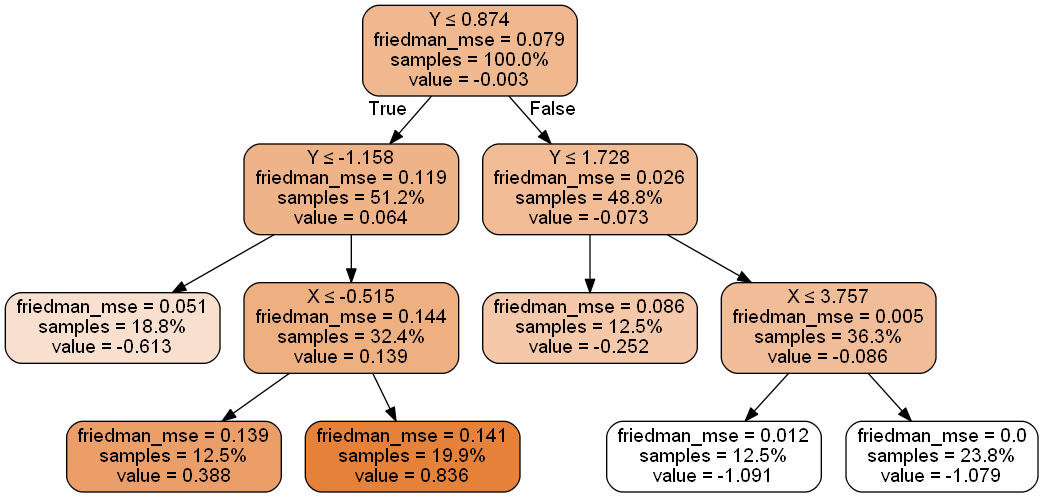 Y ≤ 0.874
friedman_mse = 0.079
samples = 100.0%
value = -0.003
True
False
Y ≤ -1.158
friedman_mse = 0.119
samples = 51.2%
value = 0.064
Y ≤ 1.728
friedman_mse = 0.026
samples = 48.8%
value = -0.073
friedman_mse = 0.051
samples = 18.8%
value = -0.613
X ≤ -0.515
friedman_mse = 0.144
samples = 32.4%
value = 0.139
friedman_mse = 0.086
samples = 12.5%
value = -0.252
X ≤ 3.757
friedman_mse = 0.005
samples = 36.3%
value = -0.086
friedman_mse = 0.139
samples = 12.5%
value = 0.388
friedman_mse = 0.141
samples = 19.9%
value = 0.836
friedman_mse = 0.012
samples = 12.5%
value = -1.091
friedman_mse = 0.0
samples = 23.8%
value = -1.079